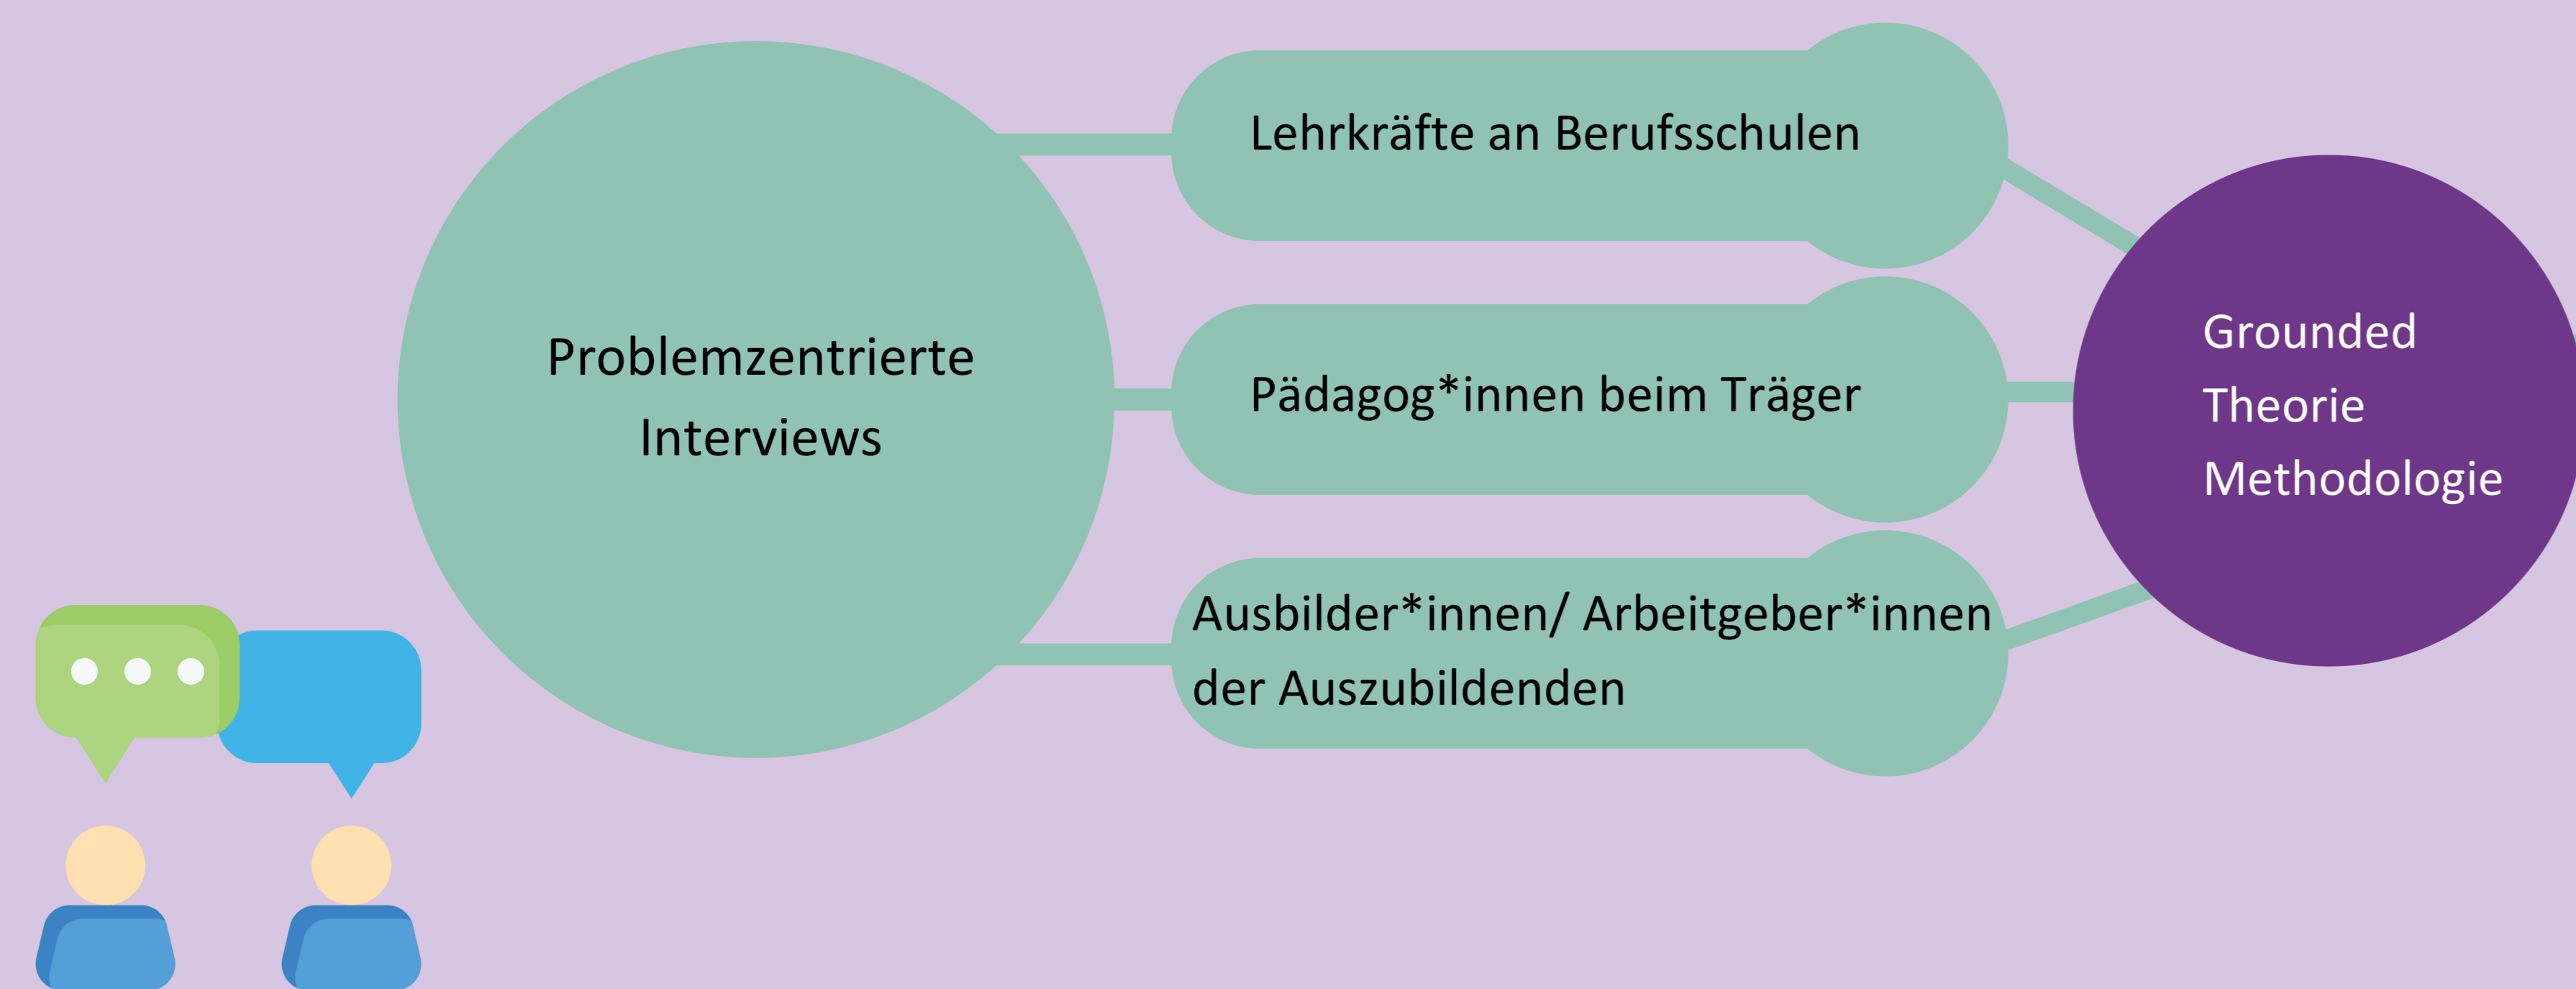 Problemzentrierte
Interviews
Lehrkräfte an Berufsschulen
Pädagog*innen beim Träger
Ausbilder*innen/ Arbeitgeber*innen
der Auszubildenden
Grounded
Theorie
Methodologie